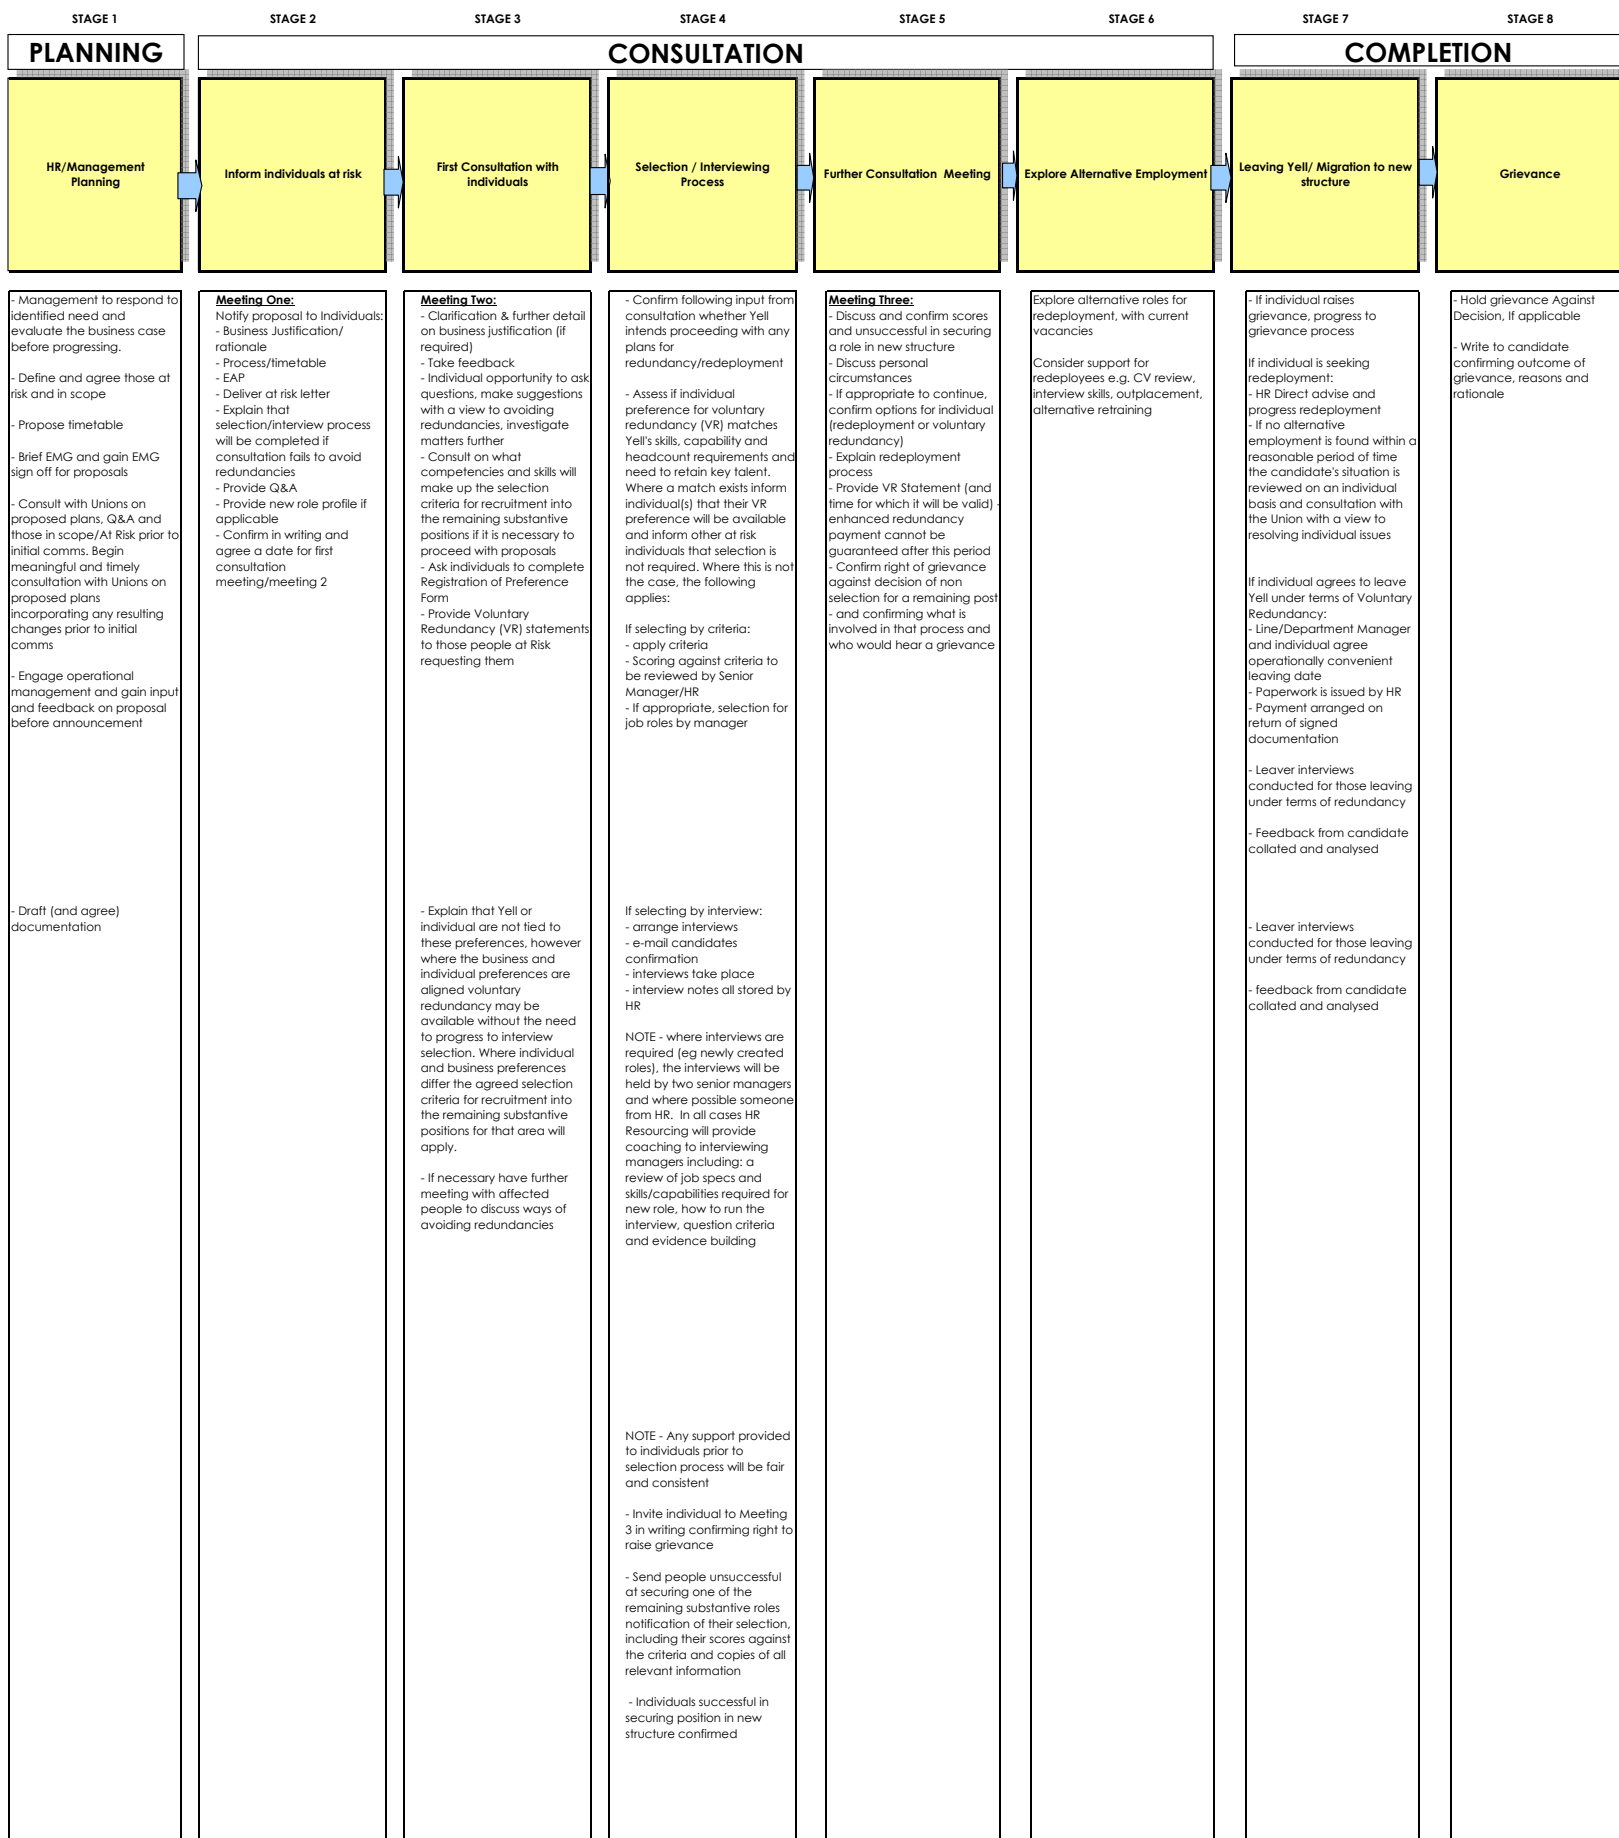 STAGE 1
STAGE 2
STAGE 3
STAGE 4
STAGE 5
STAGE 6
STAGE 7
STAGE 8
PLANNING
CONSULTATION
COMPLETION
HR/Management
Planning
Inform individuals at risk
First Consultation with
individuals
Selection / Interviewing
Process
Further Consultation Meeting
Explore Alternative Employment
Leaving Yell/ Migration to new
structure
Grievance
- Management to respond to
identified need and
evaluate the business case
before progressing.
- Define and agree those at
risk and in scope
- Propose timetable
- Brief EMG and gain EMG
sign off for proposals
- Consult with Unions on
proposed plans, Q&A and
those in scope/At Risk prior to
initial comms. Begin
meaningful and timely
consultation with Unions on
proposed plans
incorporating any resulting
changes prior to initial
comms
- Engage operational
management and gain input
and feedback on proposal
before announcement
- Draft (and agree)
documentation
Meeting One:
Notify proposal to Individuals:
- Business Justification/
rationale
- Process/timetable
- EAP
- Deliver at risk letter
- Explain that
selection/interview process
will be completed if
consultation fails to avoid
redundancies
- Provide Q&A
- Provide new role profile if
applicable
- Confirm in writing and
agree a date for first
consultation
meeting/meeting 2
Meeting Two:
- Clarification & further detail
on business justification (if
required)
- Take feedback
- Individual opportunity to ask
questions, make suggestions
with a view to avoiding
redundancies, investigate
matters further
- Consult on what
competencies and skills will
make up the selection
criteria for recruitment into
the remaining substantive
positions if it is necessary to
proceed with proposals
- Ask individuals to complete
Registration of Preference
Form
- Provide Voluntary
Redundancy (VR) statements
to those people at Risk
requesting them
- Explain that Yell or
individual are not tied to
these preferences, however
where the business and
individual preferences are
aligned voluntary
redundancy may be
available without the need
to progress to interview
selection. Where individual
and business preferences
differ the agreed selection
criteria for recruitment into
the remaining substantive
positions for that area will
apply.
- If necessary have further
meeting with affected
people to discuss ways of
avoiding redundancies
- Confirm following input from
consultation whether Yell
intends proceeding with any
plans for
redundancy/redeployment
- Assess if individual
preference for voluntary
redundancy (VR) matches
Yell's skills, capability and
headcount requirements and
need to retain key talent.
Where a match exists inform
individual(s) that their VR
preference will be available
and inform other at risk
individuals that selection is
not required. Where this is not
the case, the following
applies:
If selecting by criteria:
- apply criteria
- Scoring against criteria to
be reviewed by Senior
Manager/HR
- If appropriate, selection for
job roles by manager
If selecting by interview:
- arrange interviews
- e-mail candidates
confirmation
- interviews take place
- interview notes all stored by
HR
NOTE - where interviews are
required (eg newly created
roles), the interviews will be
held by two senior managers
and where possible someone
from HR. In all cases HR
Resourcing will provide
coaching to interviewing
managers including: a
review of job specs and
skills/capabilities required for
new role, how to run the
interview, question criteria
and evidence building
NOTE - Any support provided
to individuals prior to
selection process will be fair
and consistent
- Invite individual to Meeting
3 in writing confirming right to
raise grievance
- Send people unsuccessful
at securing one of the
remaining substantive roles
notification of their selection,
including their scores against
the criteria and copies of all
relevant information
- Individuals successful in
securing position in new
structure confirmed
Meeting Three:
- Discuss and confirm scores
and unsuccessful in securing
a role in new structure
- Discuss personal
circumstances
- If appropriate to continue,
confirm options for individual
(redeployment or voluntary
redundancy)
- Explain redeployment
process
- Provide VR Statement (and
time for which it will be valid) -
enhanced redundancy
payment cannot be
guaranteed after this period
- Confirm right of grievance
against decision of non
selection for a remaining post
- and confirming what is
involved in that process and
who would hear a grievance
Explore alternative roles for
redeployment, with current
vacancies
Consider support for
redeployees e.g. CV review,
interview skills, outplacement,
alternative retraining
- If individual raises
grievance, progress to
grievance process
If individual is seeking
redeployment:
- HR Direct advise and
progress redeployment
- If no alternative
employment is found within a
reasonable period of time
the candidate's situation is
reviewed on an individual
basis and consultation with
the Union with a view to
resolving individual issues
If individual agrees to leave
Yell under terms of Voluntary
Redundancy:
- Line/Department Manager
and individual agree
operationally convenient
leaving date
- Paperwork is issued by HR
- Payment arranged on
return of signed
documentation
- Leaver interviews
conducted for those leaving
under terms of redundancy
- Feedback from candidate
collated and analysed
- Leaver interviews
conducted for those leaving
under terms of redundancy
- feedback from candidate
collated and analysed
- Hold grievance Against
Decision, If applicable
- Write to candidate
confirming outcome of
grievance, reasons and
rationale